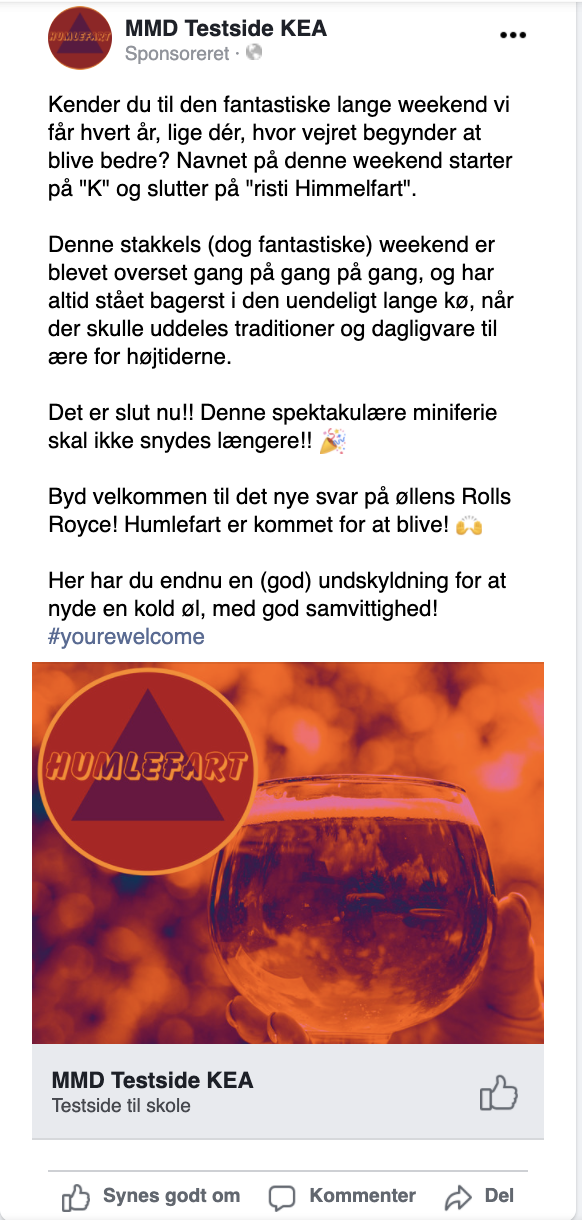 HUMLEFART
MMD Testside KEA
Sponsoreret ·
Kender du til den fantastiske lange weekend vi
får hvert år, lige dér, hvor vejret begynder at
blive bedre? Navnet på denne weekend starter
på "K" og slutter på "risti Himmelfart".
Denne stakkels (dog fantastiske) weekend er
blevet overset gang på gang på gang, og har
altid stået bagerst i den uendeligt lange kø, når
der skulle uddeles traditioner og dagligvare til
ære for højtiderne.
Det er slut nu!! Denne spektakulære miniferie
skal ikke snydes længere!! 🎉
Byd velkommen til det nye svar på øllens Rolls
Royce! Humlefart er kommet for at blive! 🙌
Her har du endnu en (god) undskyldning for at
nyde en kold øl, med god samvittighed!
#yourewelcome
HUMLEFART
MMD Testside KEA
Testside til skole
Synes godt om Kommenter Del